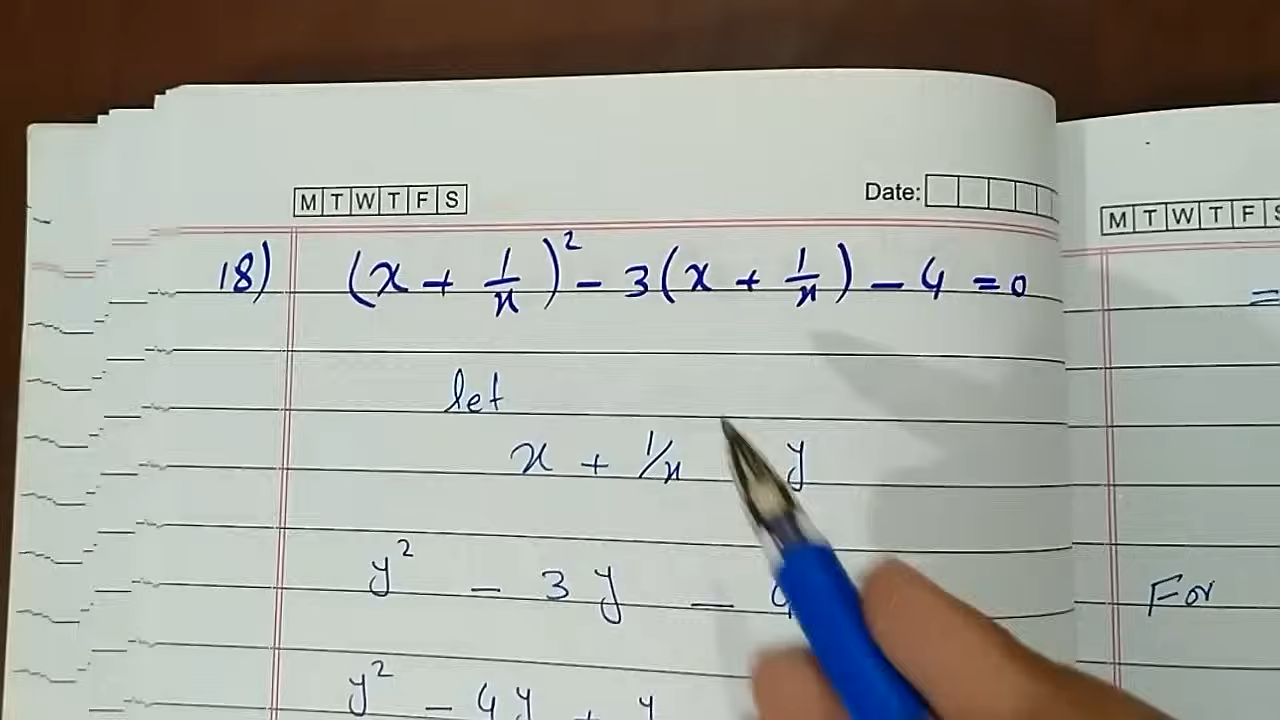 M T W T F S
Date:
M T W T F S
18) (x + 1/x)² - 3(x + 1/x) - 4 = 0
=
let
x + 1/x y
y² - 3y -
For
y² - 4y + y